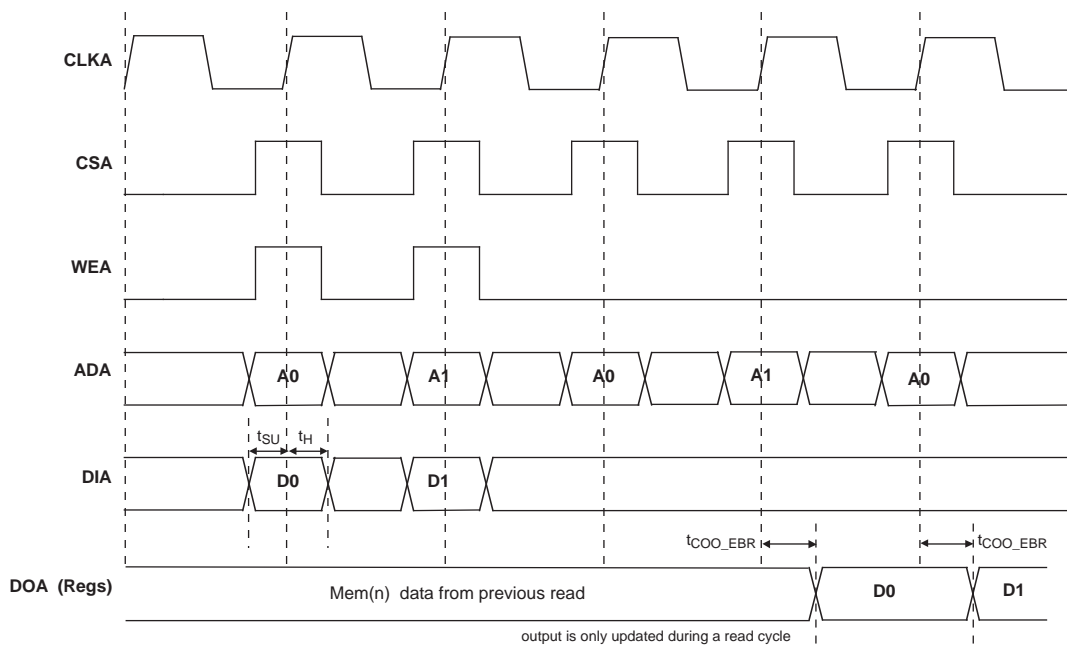 CLKA
CSA
WEA
ADA A0 A1 A0 A1 A0
tSU tH
DIA D0 D1
tCOO_EBR tCOO_EBR
DOA (Regs) Mem(n) data from previous read D0 D1
output is only updated during a read cycle